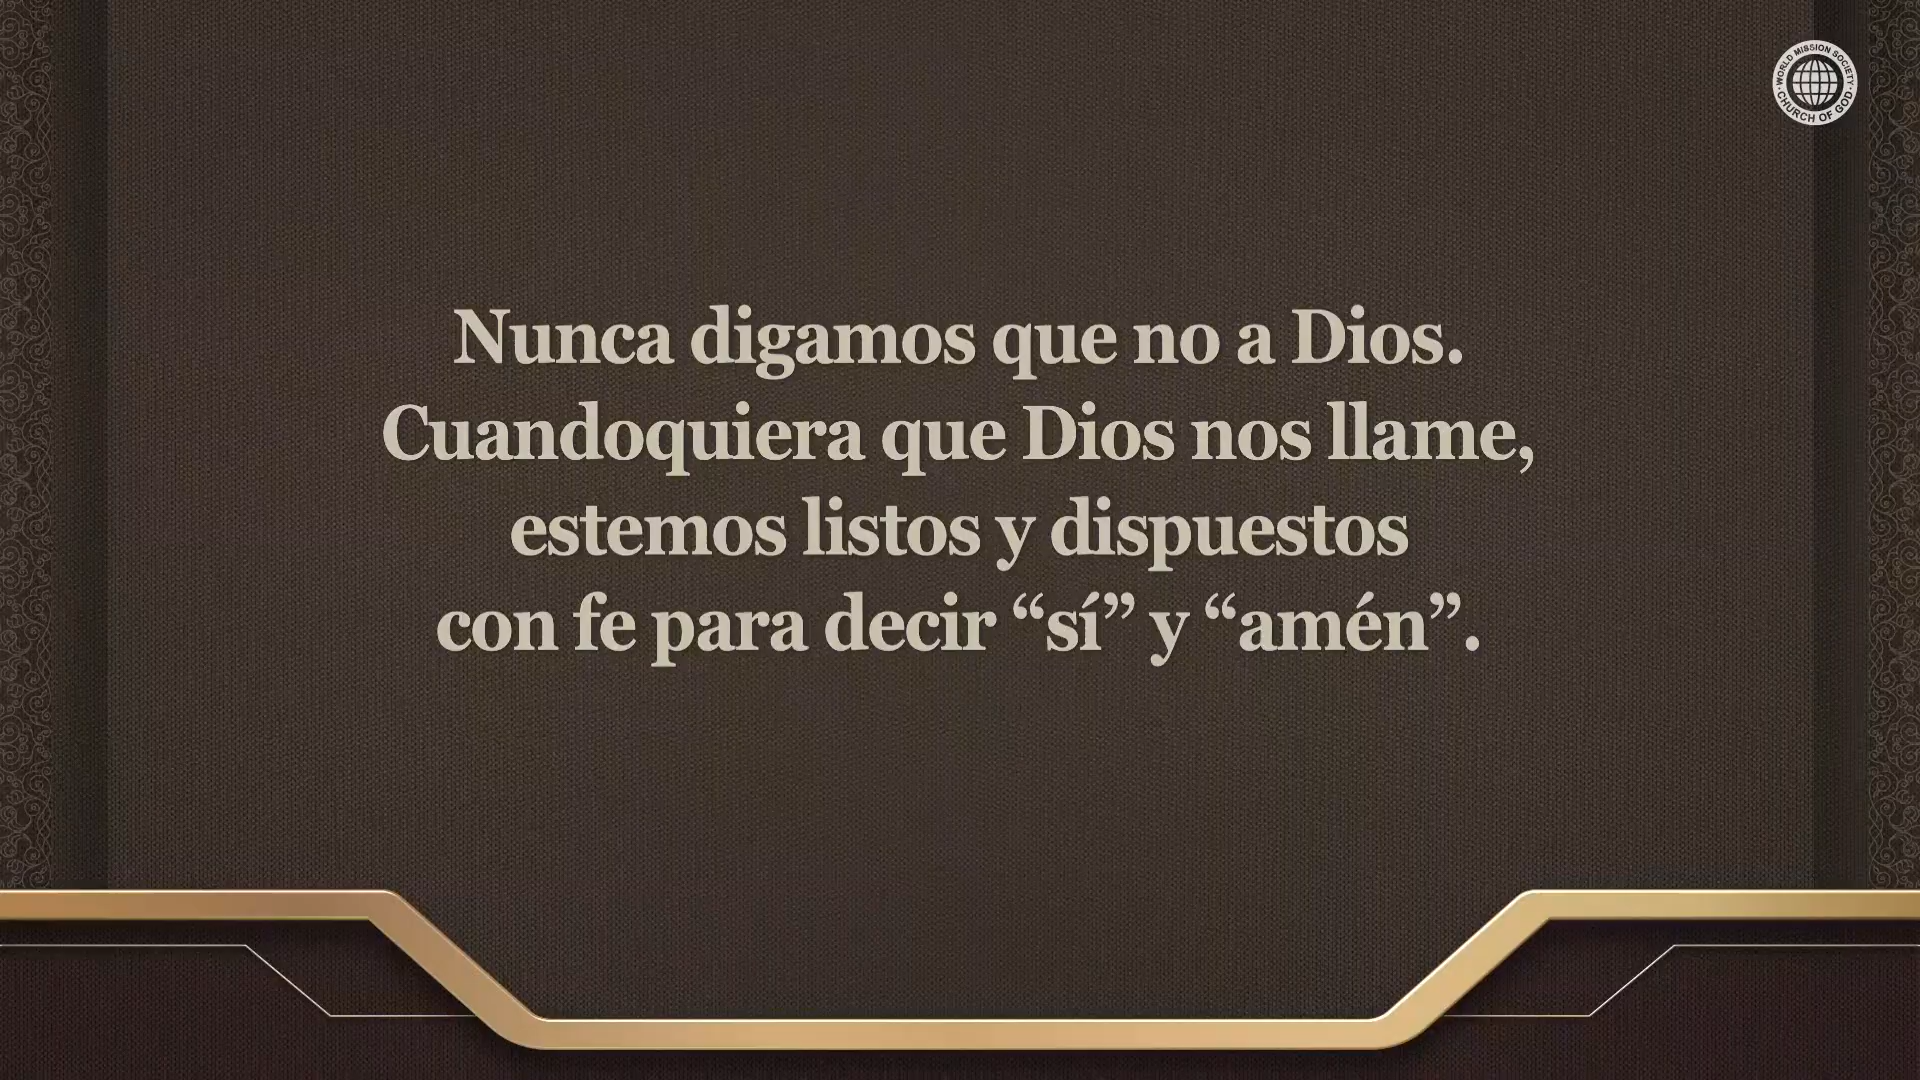 WORLD MISSION SOCIETY
CHURCH OF GOD
Nunca digamos que no a Dios.
Cuandoquiera que Dios nos llame,
estemos listos y dispuestos
con fe para decir “sí” y “amén”.